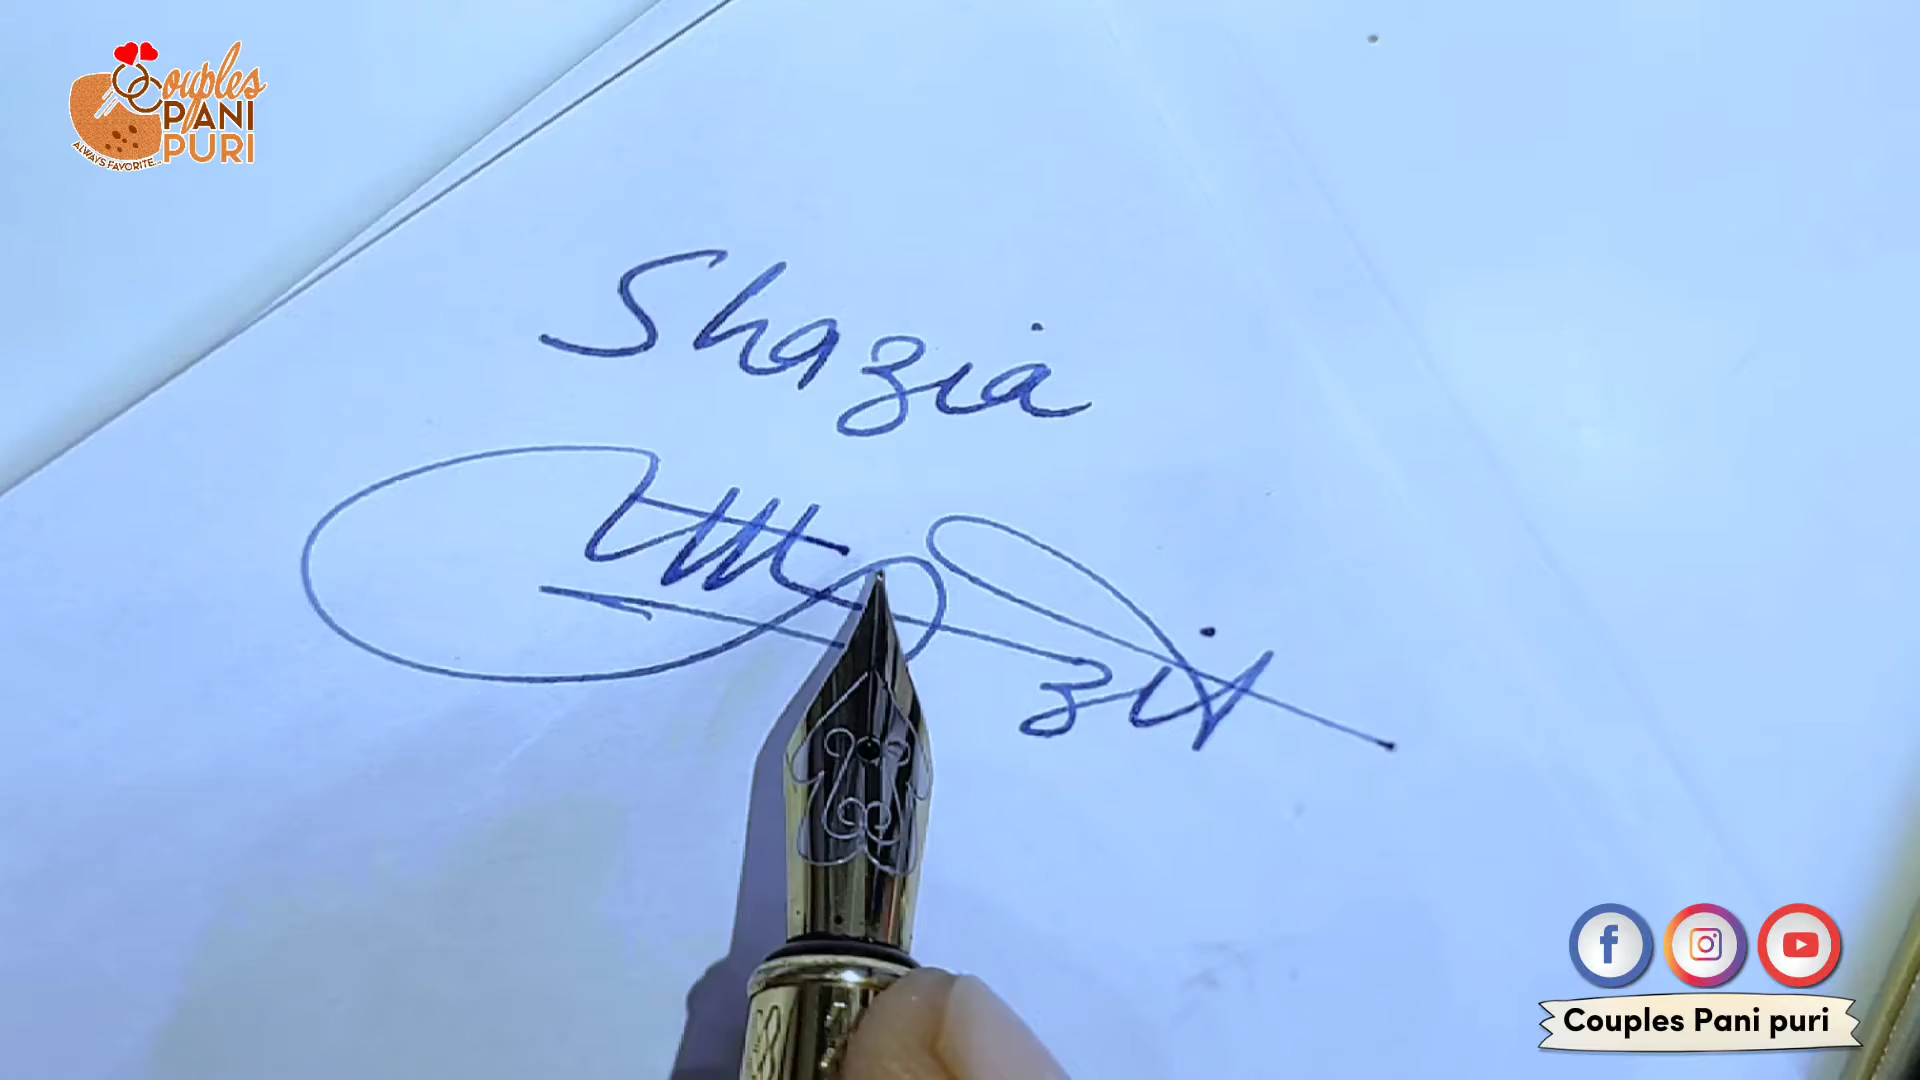 Couples
PANI
PURI
ALWAYS FAVORITE...
Shazia
Couples Pani puri